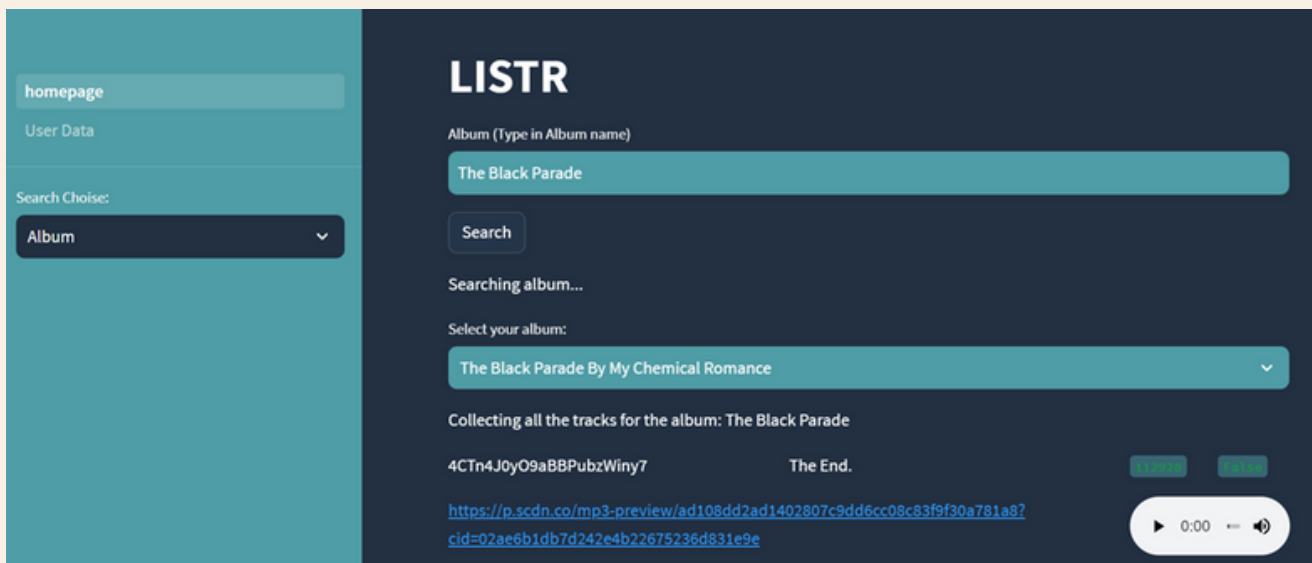 homepage
User Data
Search Choise:
Album
LISTR
Album (Type in Album name)
The Black Parade
Search
Searching album...
Select your album:
The Black Parade By My Chemical Romance
Collecting all the tracks for the album: The Black Parade
4CTn4J0yO9aBBPubzWiny7 The End. 112920 False
https://p.scdn.co/mp3-preview/ad108dd2ad1402807c9dd6cc08c83f9f30a781a8?
cid=02ae6b1db7d242e4b22675236d831e9e
0:00